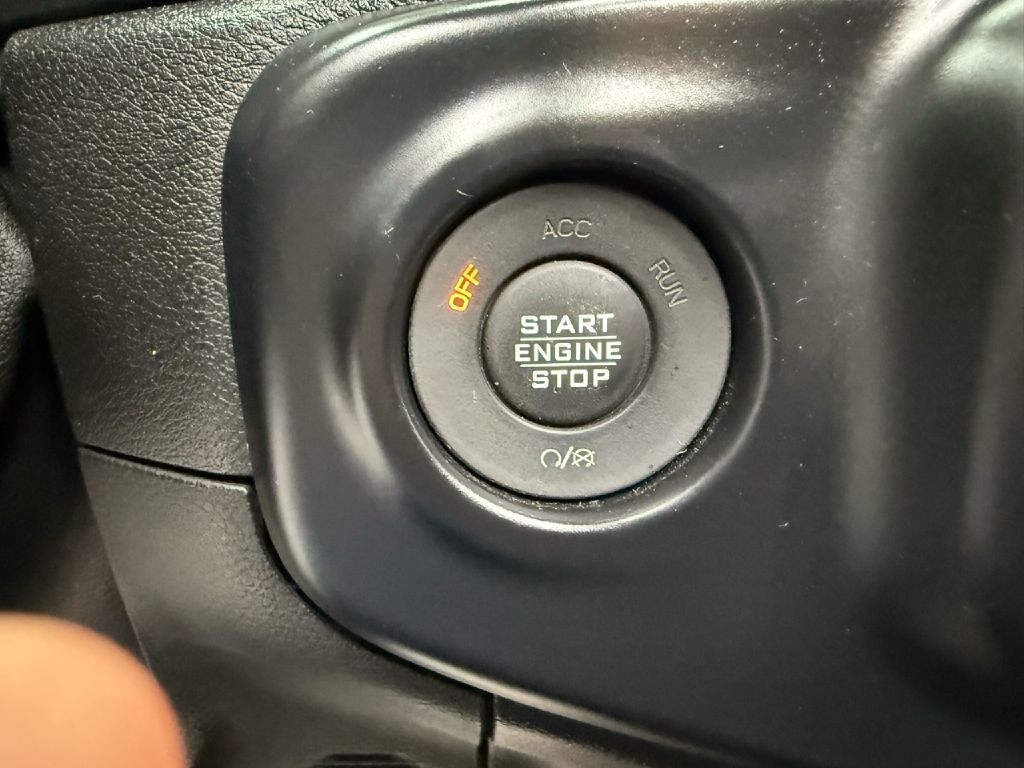 ACC
OFF
RUN
START
ENGINE
STOP